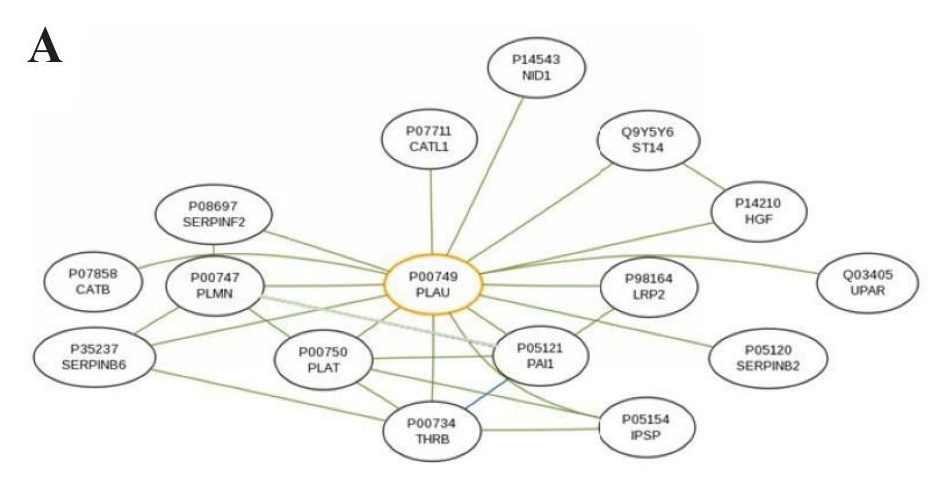 A
P14543
NID1
P07711
CATL1
Q9Y5Y6
ST14
P14210
HGF
P08697
SERPINF2
P07858
CATB
P00747
PLMN
P00749
PLAU
P98164
LRP2
Q03405
UPAR
P35237
SERPINB6
P00750
PLAT
P05121
PAI1
P05120
SERPINB2
P00734
THRB
P05154
IPSP